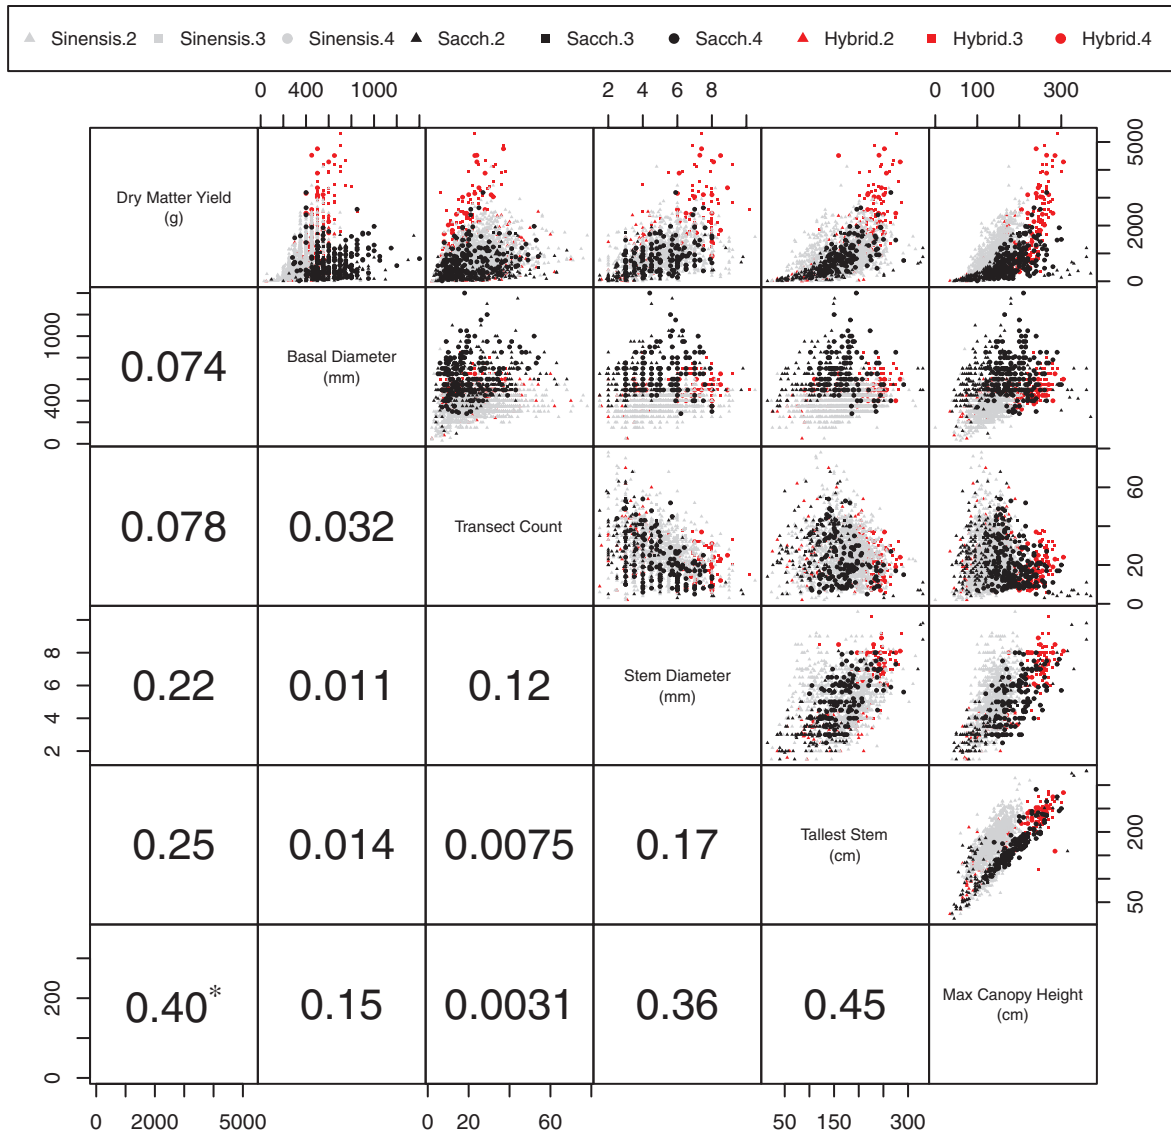 Sinensis.2 Sinensis.3 Sinensis.4 Sacch.2 Sacch.3 Sacch.4 Hybrid.2 Hybrid.3 Hybrid.4
0 400 1000 2 4 6 8 0 100 300
Dry Matter Yield
(g)
5000
2000
0
1000
400
0
0.074
Basal Diameter
(mm)
0.078 0.032
Transect Count
60
20
0
8
6
4
2
0.22 0.011 0.12
Stem Diameter
(mm)
0.25 0.014 0.0075 0.17
Tallest Stem
(cm)
200
50
200
0
0.40* 0.15 0.0031 0.36 0.45
Max Canopy Height
(cm)
0 2000 5000 0 20 60 50 150 300